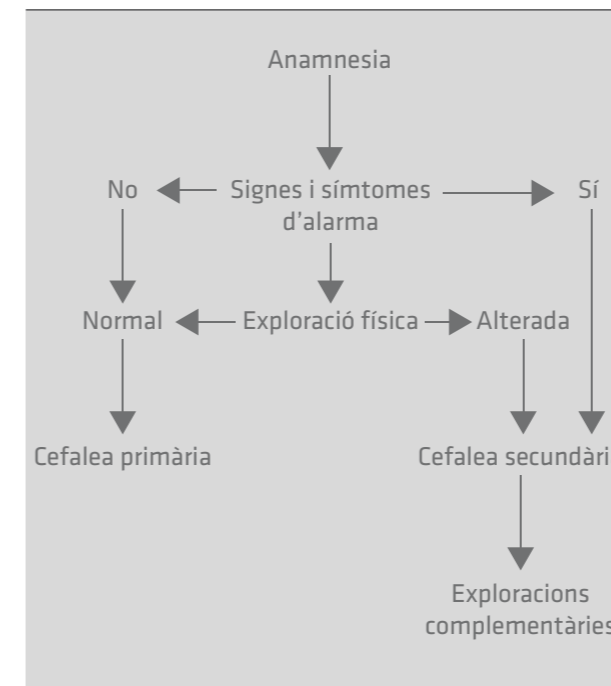 Anamnesia
No Signes i símtomes Sí
d'alarma
Normal Exploració física Alterada
Cefalea primària Cefalea secundàri
Exploracions
complementàries